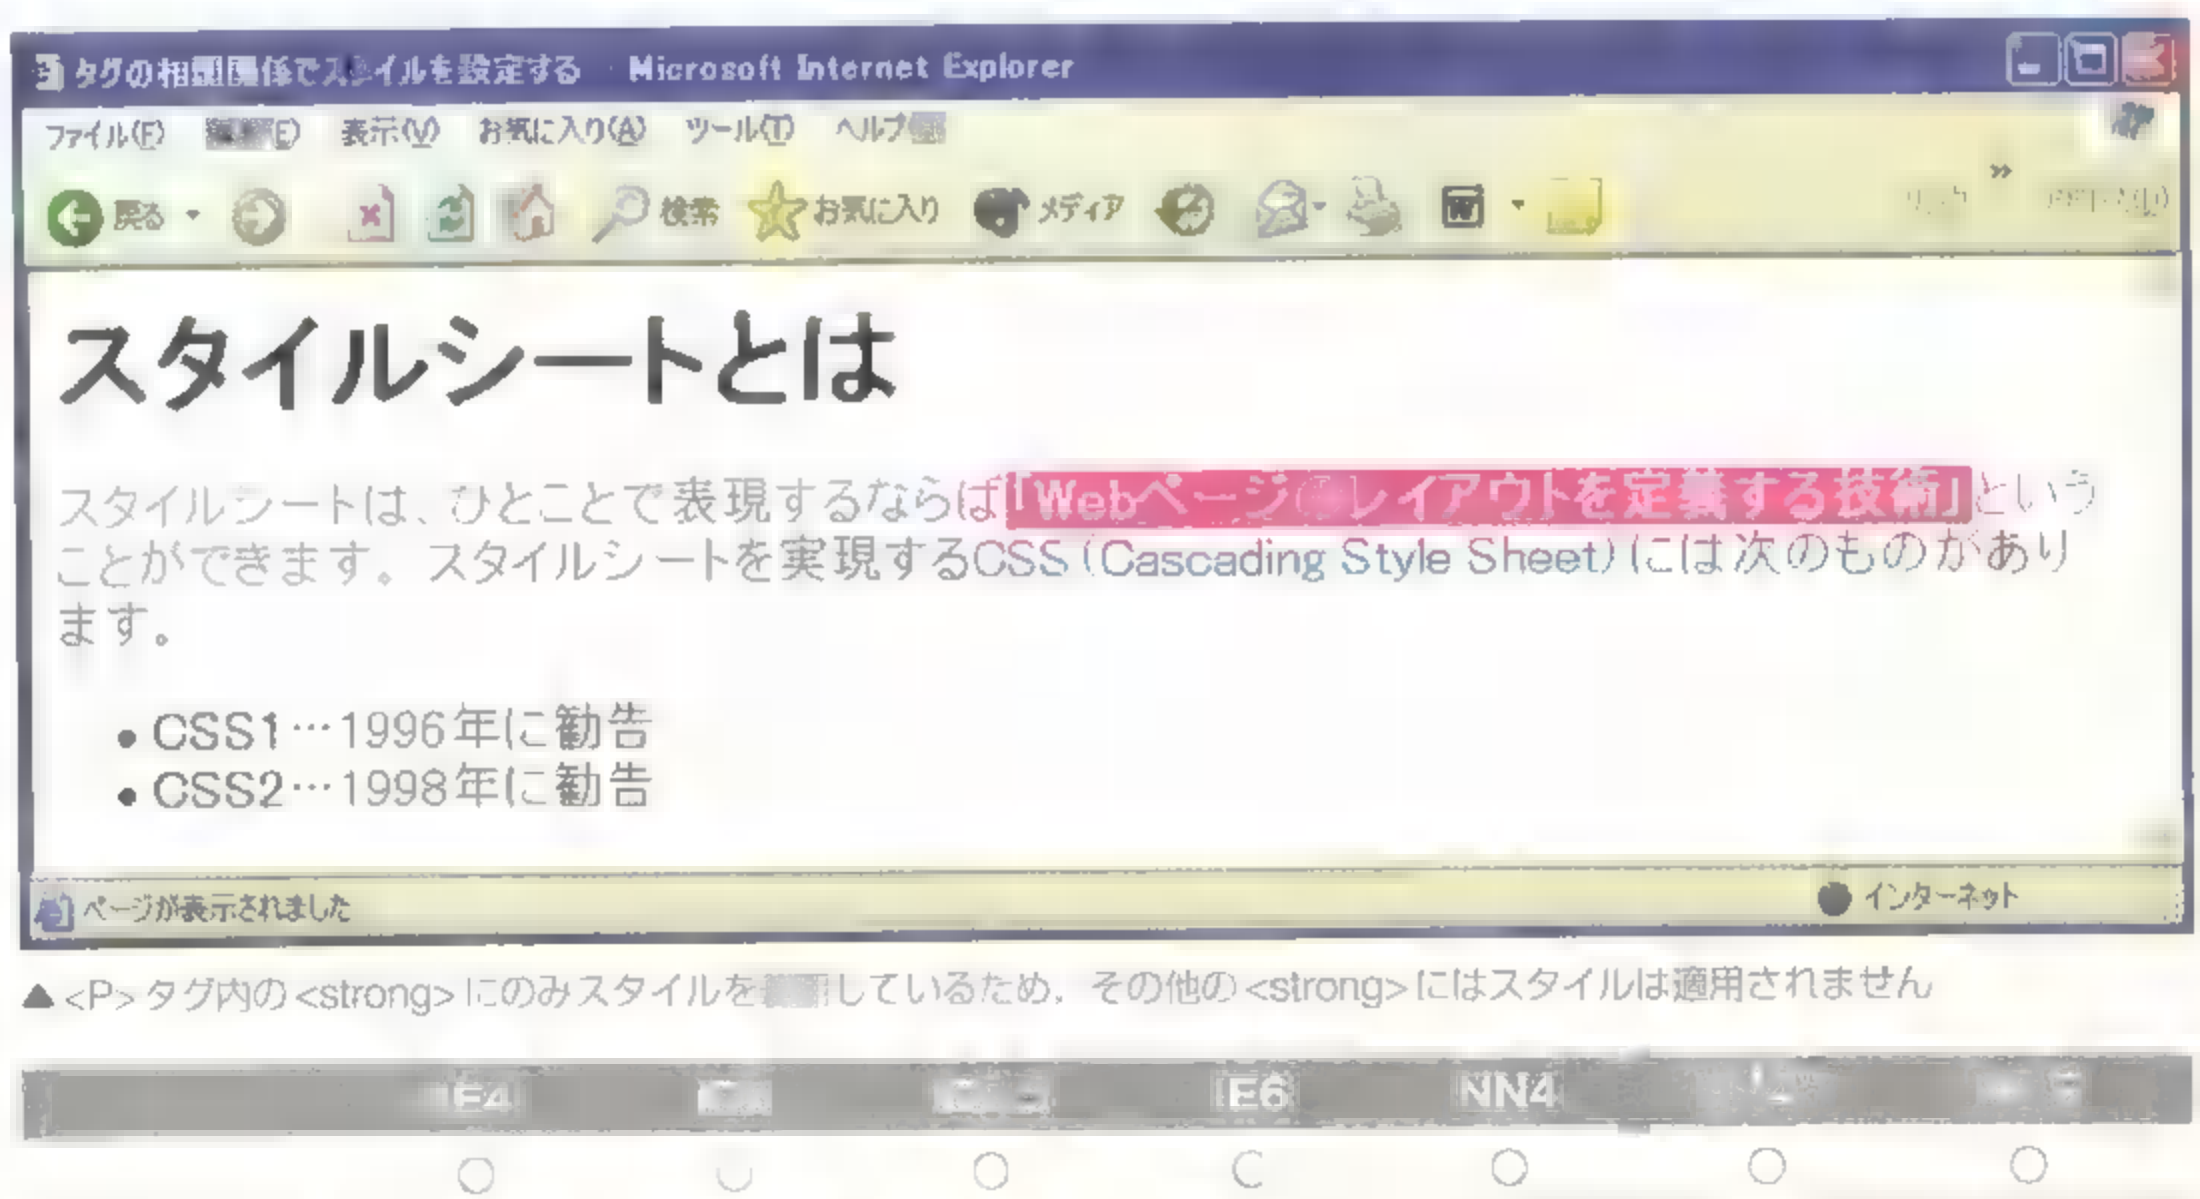 タグの相関関係でスタイルを設定する - Microsoft Internet Explorer
ファイル(F) (E) 表示(V) お気に入り(A) ツール(T) ヘルプ
戻る 検索 お気に入り メディア »
スタイルシートとは
スタイルシートは、ひとことで表現するならば「Webページのレイアウトを定義する技術」という
ことができます。スタイルシートを実現するCSS(Cascading Style Sheet)には次のものがあり
ます。
• CSS1…1996年に勧告
• CSS2…1998年に勧告
ページが表示されました インターネット
▲<P>タグ内の<strong>にのみスタイルを しているため，その他の<strong>にはスタイルは適用されません
IE4 IE6 NN4
○ ○ ○ ○ ○ ○ ○